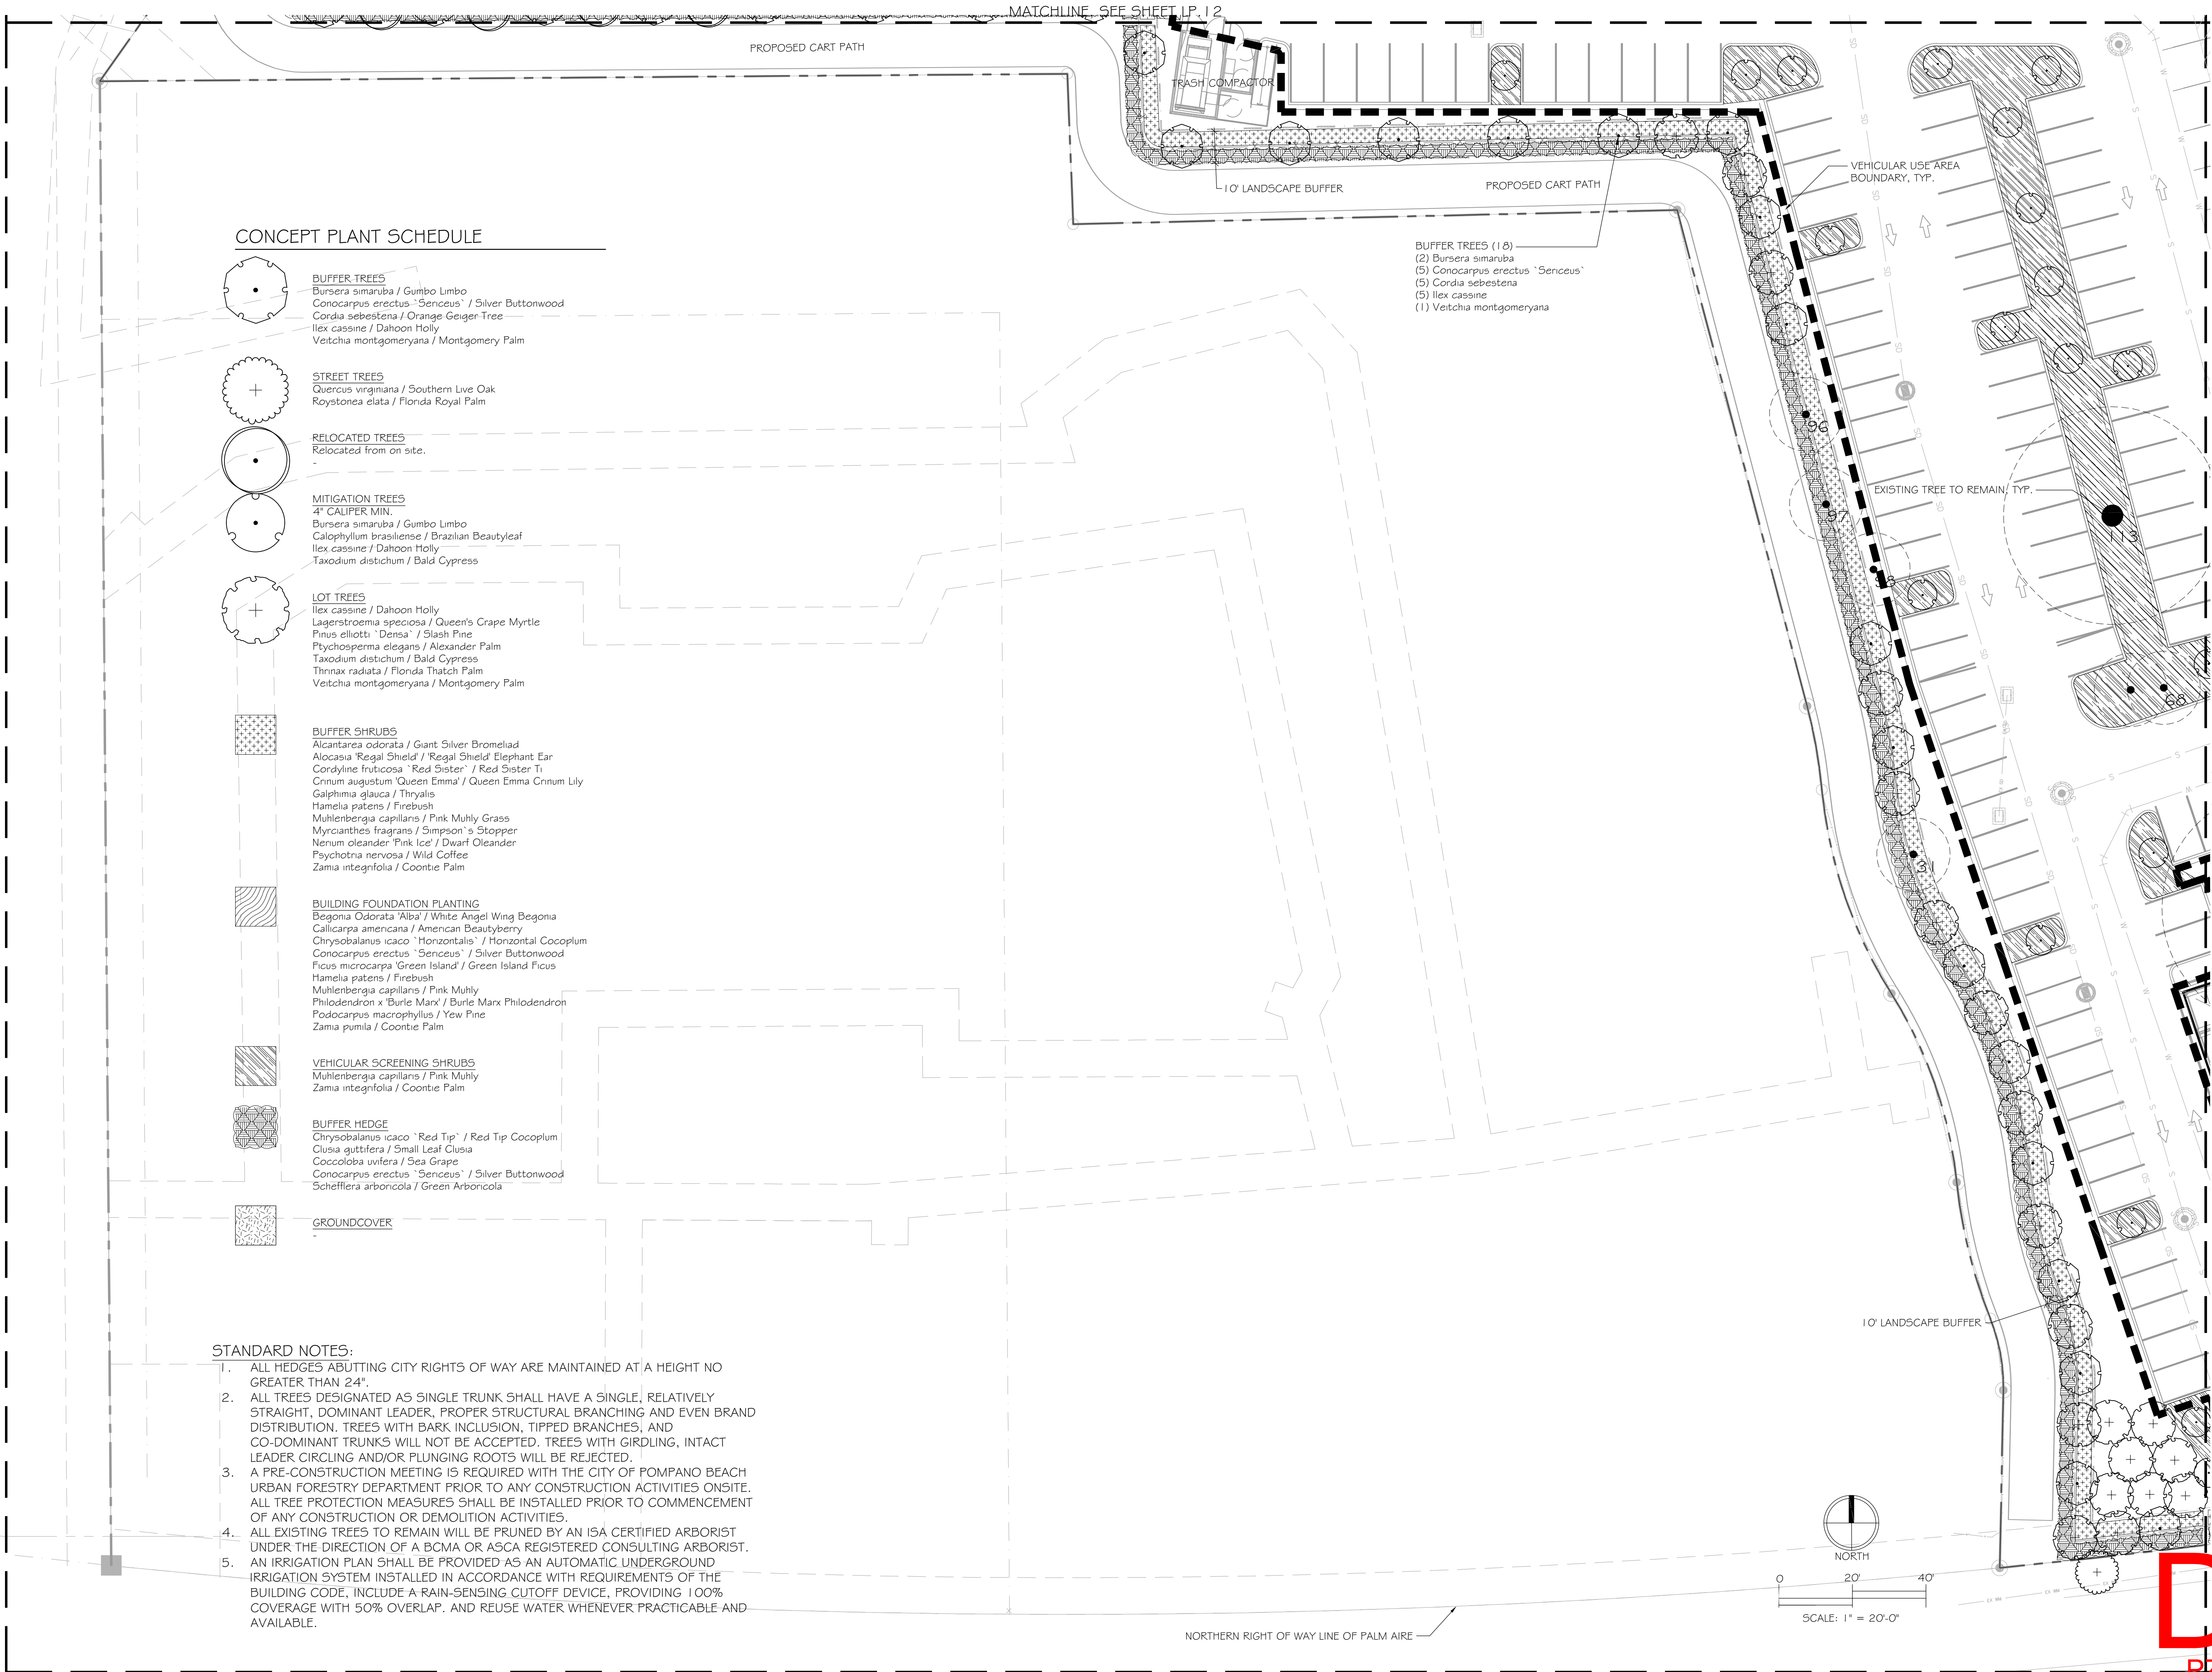 MATCHLINE, SEE SHEET LP.12
PROPOSED CART PATH
TRASH COMPACTOR
10' LANDSCAPE BUFFER
PROPOSED CART PATH
VEHICULAR USE AREA
BOUNDARY, TYP.
BUFFER TREES (18)
(2) Bursera simaruba
(5) Conocarpus erectus `Sericeus`
(5) Cordia sebestena
(5) Ilex cassine
(1) Veitchia montgomeryana
CONCEPT PLANT SCHEDULE
BUFFER TREES
Bursera simaruba / Gumbo Limbo
Conocarpus erectus `Sericeus` / Silver Buttonwood
Cordia sebestena / Orange Geiger Tree
Ilex cassine / Dahoon Holly
Veitchia montgomeryana / Montgomery Palm
STREET TREES
Quercus virginiana / Southern Live Oak
Roystonea elata / Florida Royal Palm
RELOCATED TREES
Relocated from on site.
-
MITIGATION TREES
4" CALIPER MIN.
Bursera simaruba / Gumbo Limbo
Calophyllum brasiliense / Brazilian Beautyleaf
Ilex cassine / Dahoon Holly
Taxodium distichum / Bald Cypress
LOT TREES
Ilex cassine / Dahoon Holly
Lagerstroemia speciosa / Queen's Crape Myrtle
Pinus elliotti `Densa` / Slash Pine
Ptychosperma elegans / Alexander Palm
Taxodium distichum / Bald Cypress
Thrinax radiata / Florida Thatch Palm
Veitchia montgomeryana / Montgomery Palm
BUFFER SHRUBS
Alcantarea odorata / Giant Silver Bromeliad
Alocasia 'Regal Shield' / 'Regal Shield' Elephant Ear
Cordyline fruticosa `Red Sister` / Red Sister Ti
Crinum augustum 'Queen Emma' / Queen Emma Crinum Lily
Galphimia glauca / Thryalis
Hamelia patens / Firebush
Muhlenbergia capillaris / Pink Muhly Grass
Myrcianthes fragrans / Simpson`s Stopper
Nerium oleander 'Pink Ice' / Dwarf Oleander
Psychotria nervosa / Wild Coffee
Zamia integrifolia / Coontie Palm
BUILDING FOUNDATION PLANTING
Begonia Odorata 'Alba' / White Angel Wing Begonia
Callicarpa americana / American Beautyberry
Chrysobalanus icaco `Horizontalis` / Horizontal Cocoplum
Conocarpus erectus `Sericeus` / Silver Buttonwood
Ficus microcarpa 'Green Island' / Green Island Ficus
Hamelia patens / Firebush
Muhlenbergia capillaris / Pink Muhly
Philodendron x 'Burle Marx' / Burle Marx Philodendron
Podocarpus macrophyllus / Yew Pine
Zamia pumila / Coontie Palm
VEHICULAR SCREENING SHRUBS
Muhlenbergia capillaris / Pink Muhly
Zamia integrifolia / Coontie Palm
BUFFER HEDGE
Chrysobalanus icaco `Red Tip` / Red Tip Cocoplum
Clusia guttifera / Small Leaf Clusia
Coccoloba uvifera / Sea Grape
Conocarpus erectus `Sericeus` / Silver Buttonwood
Schefflera arboricola / Green Arboricola
GROUNDCOVER
-
96
97
EXISTING TREE TO REMAIN, TYP.
113
68
31
10' LANDSCAPE BUFFER
STANDARD NOTES:
1. ALL HEDGES ABUTTING CITY RIGHTS OF WAY ARE MAINTAINED AT A HEIGHT NO
GREATER THAN 24".
2. ALL TREES DESIGNATED AS SINGLE TRUNK SHALL HAVE A SINGLE, RELATIVELY
STRAIGHT, DOMINANT LEADER, PROPER STRUCTURAL BRANCHING AND EVEN BRAND
DISTRIBUTION. TREES WITH BARK INCLUSION, TIPPED BRANCHES, AND
CO-DOMINANT TRUNKS WILL NOT BE ACCEPTED. TREES WITH GIRDLING, INTACT
LEADER CIRCLING AND/OR PLUNGING ROOTS WILL BE REJECTED.
3. A PRE-CONSTRUCTION MEETING IS REQUIRED WITH THE CITY OF POMPANO BEACH
URBAN FORESTRY DEPARTMENT PRIOR TO ANY CONSTRUCTION ACTIVITIES ONSITE.
ALL TREE PROTECTION MEASURES SHALL BE INSTALLED PRIOR TO COMMENCEMENT
OF ANY CONSTRUCTION OR DEMOLITION ACTIVITIES.
4. ALL EXISTING TREES TO REMAIN WILL BE PRUNED BY AN ISA CERTIFIED ARBORIST
UNDER THE DIRECTION OF A BCMA OR ASCA REGISTERED CONSULTING ARBORIST.
5. AN IRRIGATION PLAN SHALL BE PROVIDED AS AN AUTOMATIC UNDERGROUND
IRRIGATION SYSTEM INSTALLED IN ACCORDANCE WITH REQUIREMENTS OF THE
BUILDING CODE, INCLUDE A RAIN-SENSING CUTOFF DEVICE, PROVIDING 100%
COVERAGE WITH 50% OVERLAP. AND REUSE WATER WHENEVER PRACTICABLE AND
AVAILABLE.
NORTH
0 20' 40'
SCALE: 1" = 20'-0"
NORTHERN RIGHT OF WAY LINE OF PALM AIRE